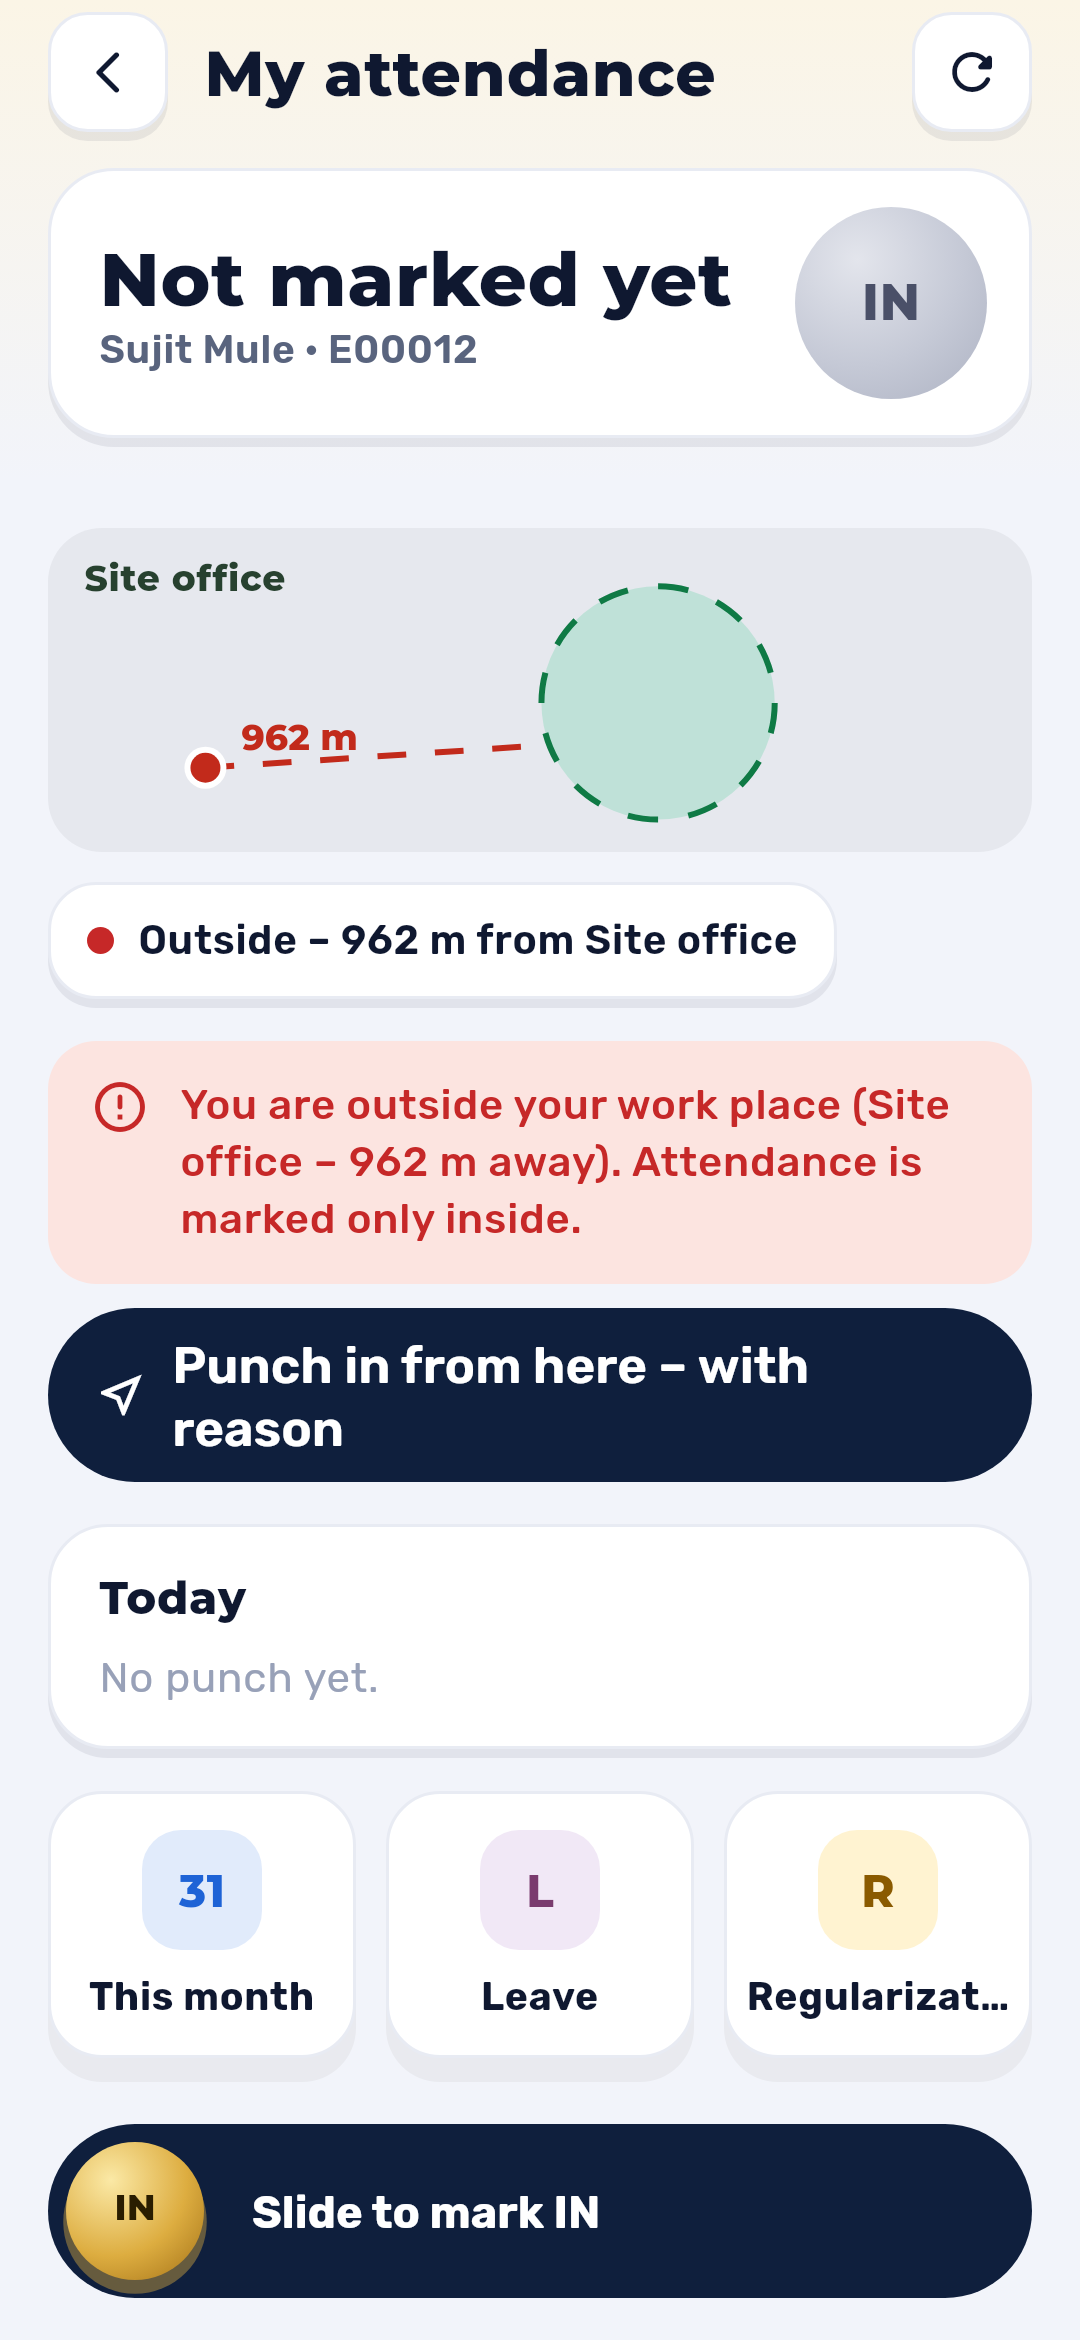 My attendance
Not marked yet
IN
Sujit Mule • E00012
Site office
962 m
Outside – 962 m from Site office
You are outside your work place (Site
office – 962 m away). Attendance is
marked only inside.
Punch in from here – with
reason
Today
No punch yet.
31
L
R
This month
Leave
Regularizat...
IN
Slide to mark IN